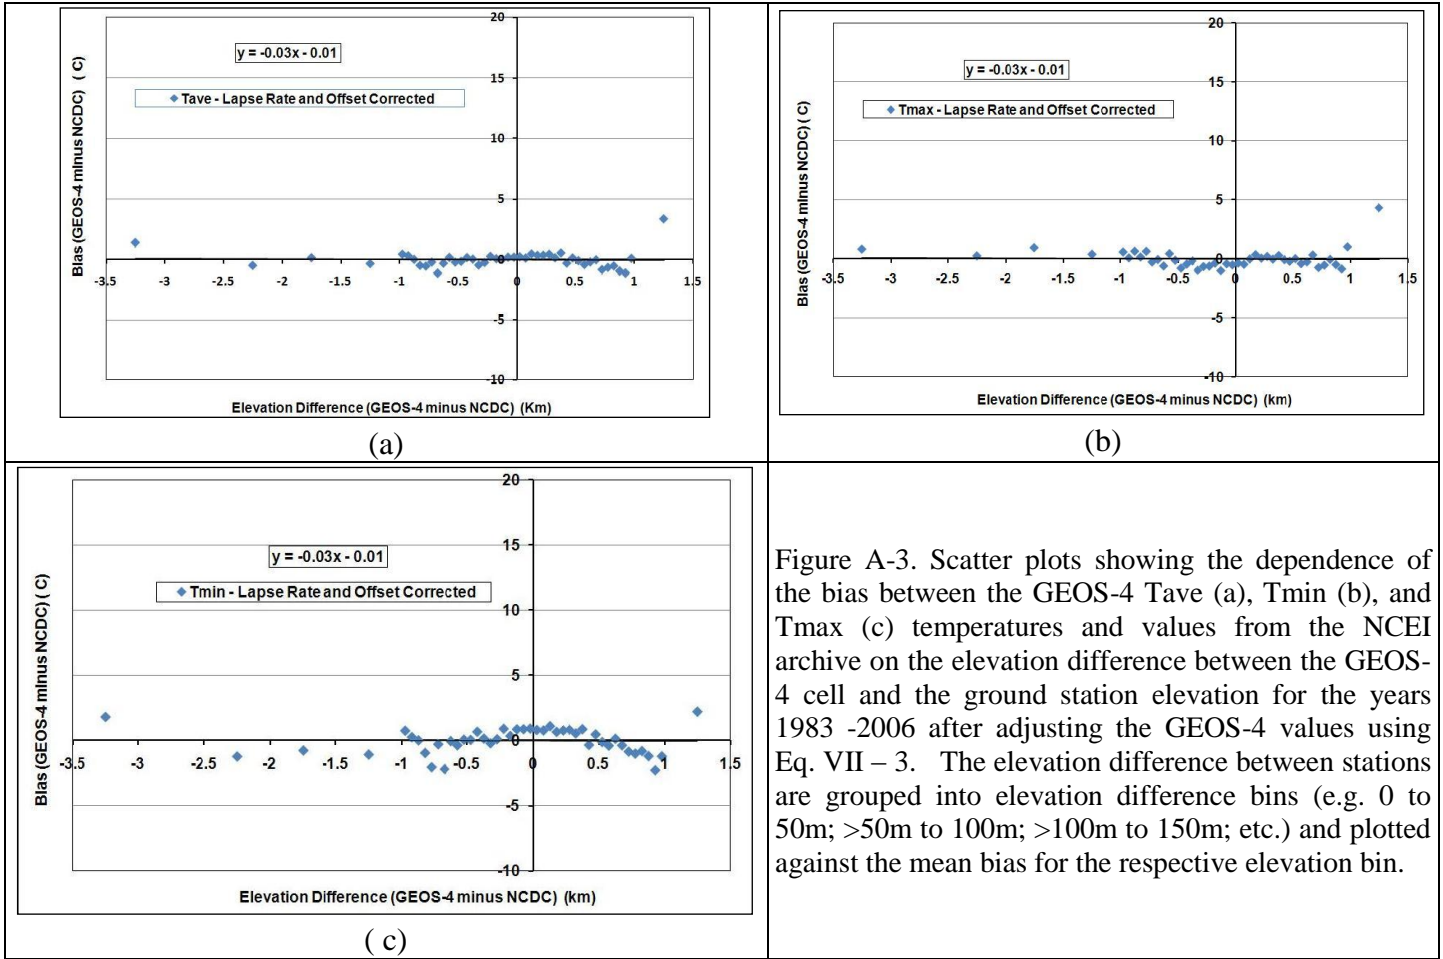 20
y = -0.03x - 0.01
15
Tave - Lapse Rate and Offset Corrected
10
5
0
-3.5 -3 -2.5 -2 -1.5 -1 -0.5 0 0.5 1 1.5
-5
-10
Bias (GEOS-4 minus NCDC) ( C)
Elevation Difference (GEOS-4 minus NCDC) (Km)
(a)
20
y = -0.03x - 0.01
15
Tmax - Lapse Rate and Offset Corrected
10
5
0
-3.5 -3 -2.5 -2 -1.5 -1 -0.5 0 0.5 1 1.5
-5
-10
Bias (GEOS-4 minus NCDC) ( C)
Elevation Difference (GEOS-4 minus NCDC) (km)
(b)
20
15
y = -0.03x - 0.01
Tmin - Lapse Rate and Offset Corrected
10
5
0
-3.5 -3 -2.5 -2 -1.5 -1 -0.5 0 0.5 1 1.5
-5
-10
Bias (GEOS-4 minus NCDC) ( C)
Elevation Difference (GEOS-4 minus NCDC) (km)
( c)
Figure A-3. Scatter plots showing the dependence of
the bias between the GEOS-4 Tave (a), Tmin (b), and
Tmax (c) temperatures and values from the NCEI
archive on the elevation difference between the GEOS-
4 cell and the ground station elevation for the years
1983 -2006 after adjusting the GEOS-4 values using
Eq. VII – 3. The elevation difference between stations
are grouped into elevation difference bins (e.g. 0 to
50m; >50m to 100m; >100m to 150m; etc.) and plotted
against the mean bias for the respective elevation bin.